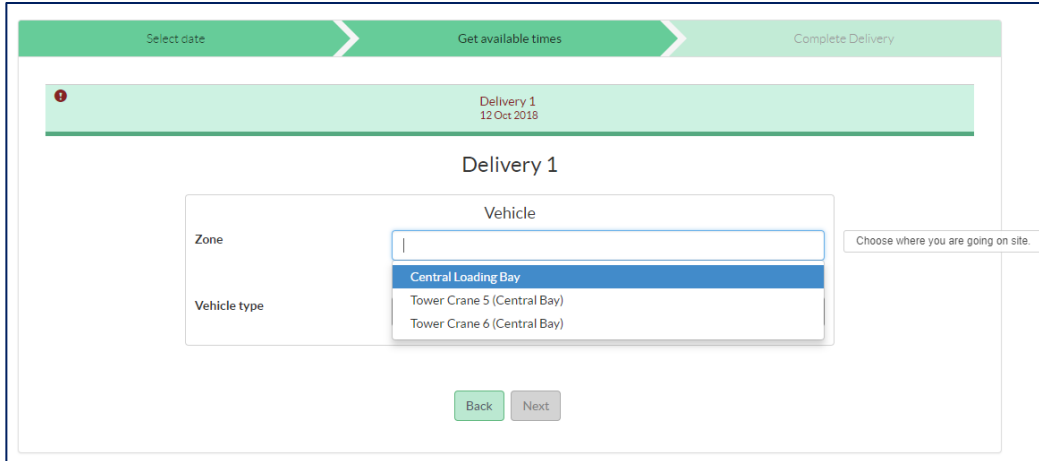 Select date
Get available times
Complete Delivery
Delivery 1
12 Oct 2018
Delivery 1
Vehicle
Zone
Choose where you are going on site.
Central Loading Bay
Vehicle type
Tower Crane 5 (Central Bay)
Tower Crane 6 (Central Bay)
Back
Next